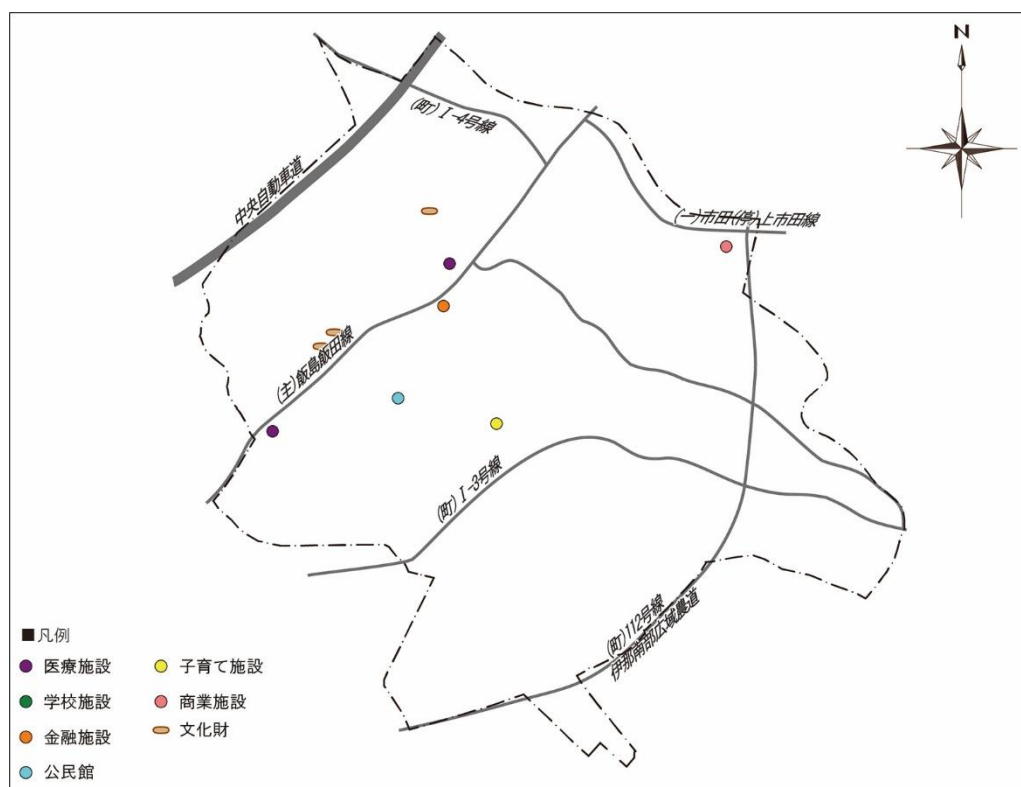 N
(町)Ⅰ-4号線
中央自動車道
(一)市田(停)上市田線
(主)飯島飯田線
(町)Ⅰ-3号線
(町)112号線
伊那南部広域農道
■凡例
医療施設
子育て施設
学校施設
商業施設
金融施設
文化財
公民館